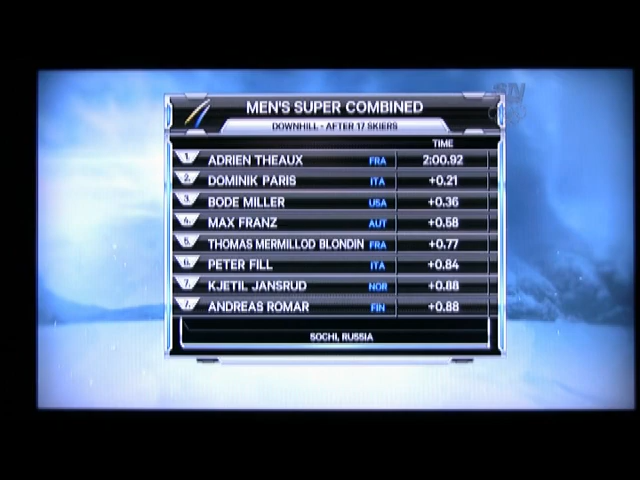 SN
MEN'S SUPER COMBINED
DOWNHILL - AFTER 17 SKIERS
TIME
1. ADRIEN THEAUX FRA 2:00.92
2. DOMINIK PARIS ITA +0.21
3. BODE MILLER USA +0.36
4. MAX FRANZ AUT +0.58
5. THOMAS MERMILLOD BLONDIN FRA +0.77
6. PETER FILL ITA +0.84
7. KJETIL JANSRUD NOR +0.88
7. ANDREAS ROMAR FIN +0.88
SOCHI, RUSSIA